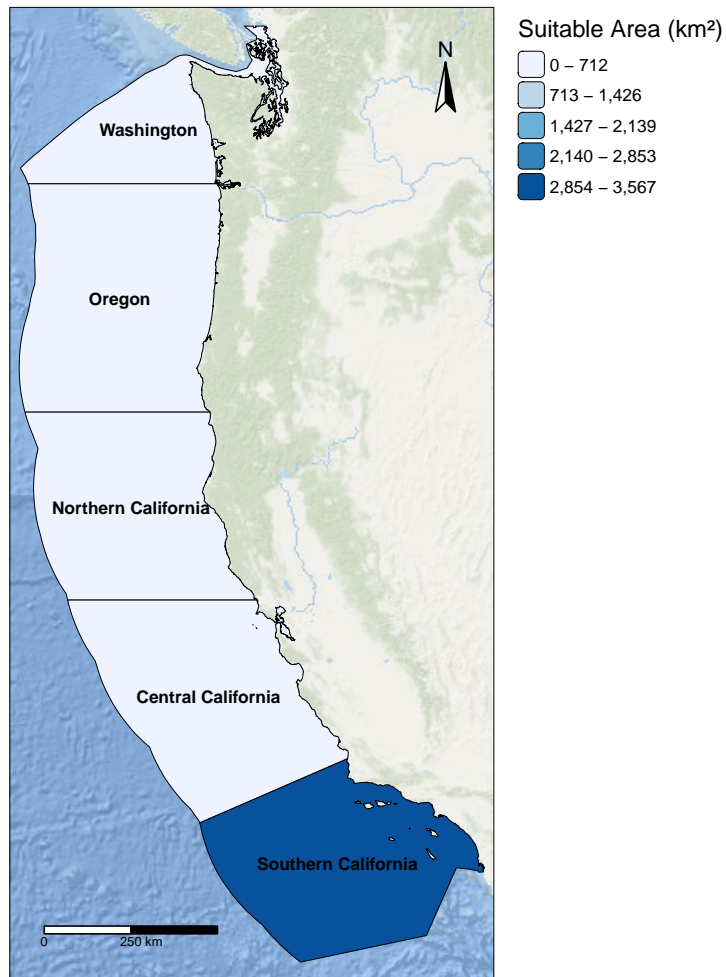 Suitable Area (km²)
0 – 712
713 – 1,426
1,427 – 2,139
2,140 – 2,853
2,854 – 3,567
N
Washington
Oregon
Northern California
Central California
Southern California
0
250 km